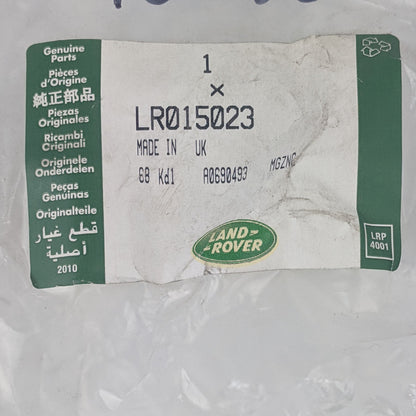 Genuine
Parts
Pièces
d'Origine
純正部品
Piezas
Originales
Ricambi
Originali
Originele
Onderdelen
Peças
Genuinas
Originalteile
قطع غيار
أصلية
2010
1
x
LR015023
MADE IN UK
68 Kd1 A0690493 MGZNC
LAND
ROVER
LRP
4001